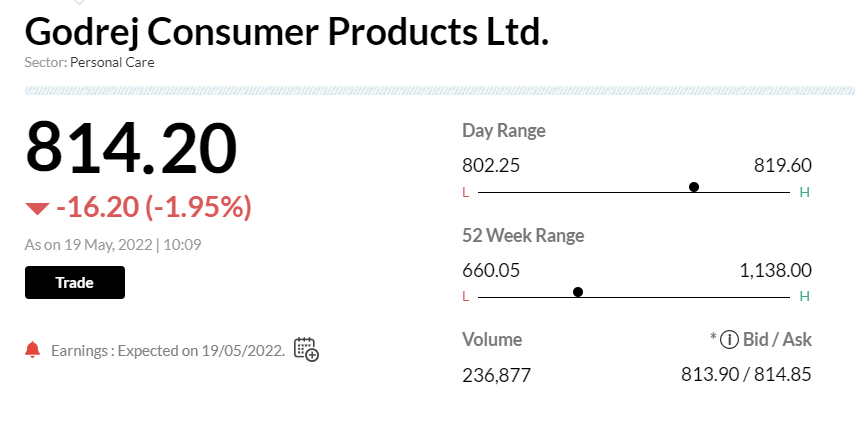 Godrej Consumer Products Ltd.
Sector: Personal Care
814.20
-16.20 (-1.95%)
As on 19 May, 2022 | 10:09
Trade
Earnings : Expected on 19/05/2022.
Day Range
802.25 819.60
L H
52 Week Range
660.05 1,138.00
L H
Volume * i Bid / Ask
236,877 813.90 / 814.85